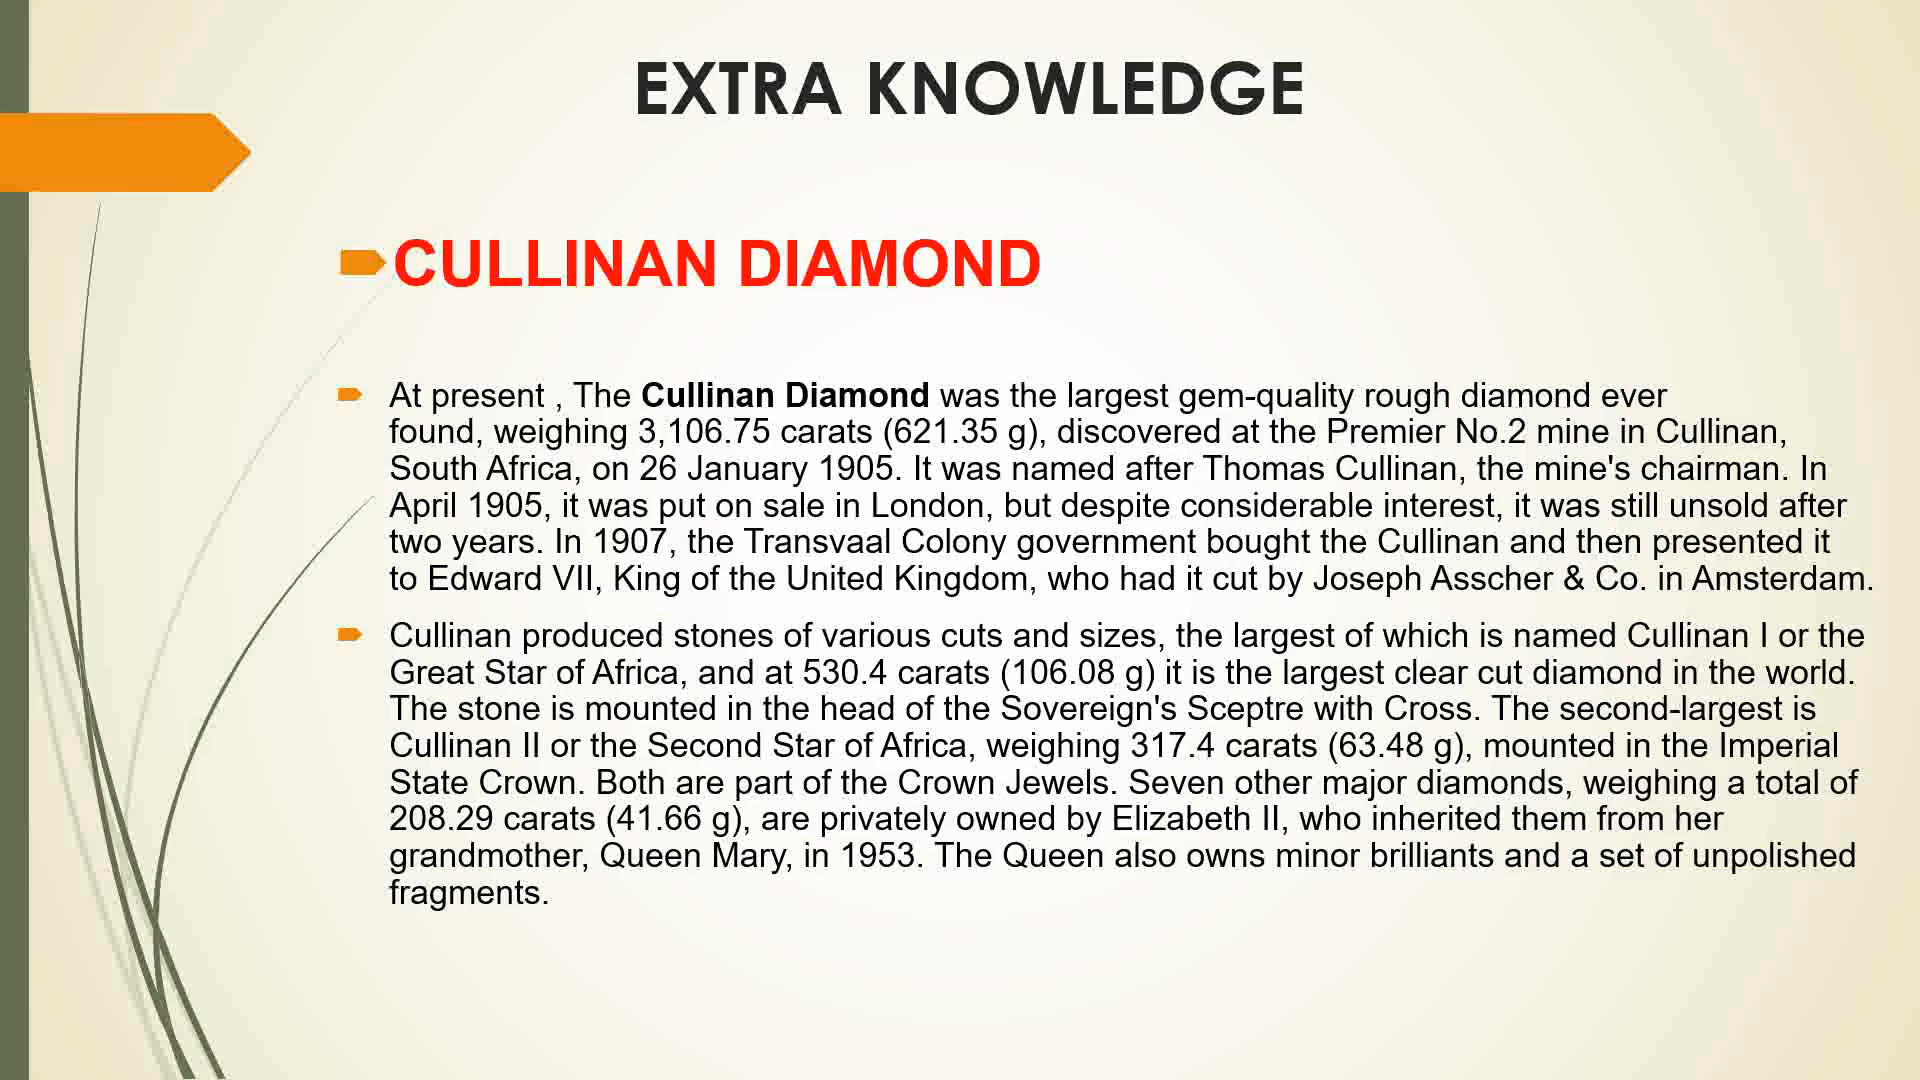 EXTRA KNOWLEDGE
CULLINAN DIAMOND
At present , The Cullinan Diamond was the largest gem-quality rough diamond ever
found, weighing 3,106.75 carats (621.35 g), discovered at the Premier No.2 mine in Cullinan,
South Africa, on 26 January 1905. It was named after Thomas Cullinan, the mine's chairman. In
April 1905, it was put on sale in London, but despite considerable interest, it was still unsold after
two years. In 1907, the Transvaal Colony government bought the Cullinan and then presented it
to Edward VII, King of the United Kingdom, who had it cut by Joseph Asscher & Co. in Amsterdam.
Cullinan produced stones of various cuts and sizes, the largest of which is named Cullinan I or the
Great Star of Africa, and at 530.4 carats (106.08 g) it is the largest clear cut diamond in the world.
The stone is mounted in the head of the Sovereign's Sceptre with Cross. The second-largest is
Cullinan II or the Second Star of Africa, weighing 317.4 carats (63.48 g), mounted in the Imperial
State Crown. Both are part of the Crown Jewels. Seven other major diamonds, weighing a total of
208.29 carats (41.66 g), are privately owned by Elizabeth II, who inherited them from her
grandmother, Queen Mary, in 1953. The Queen also owns minor brilliants and a set of unpolished
fragments.